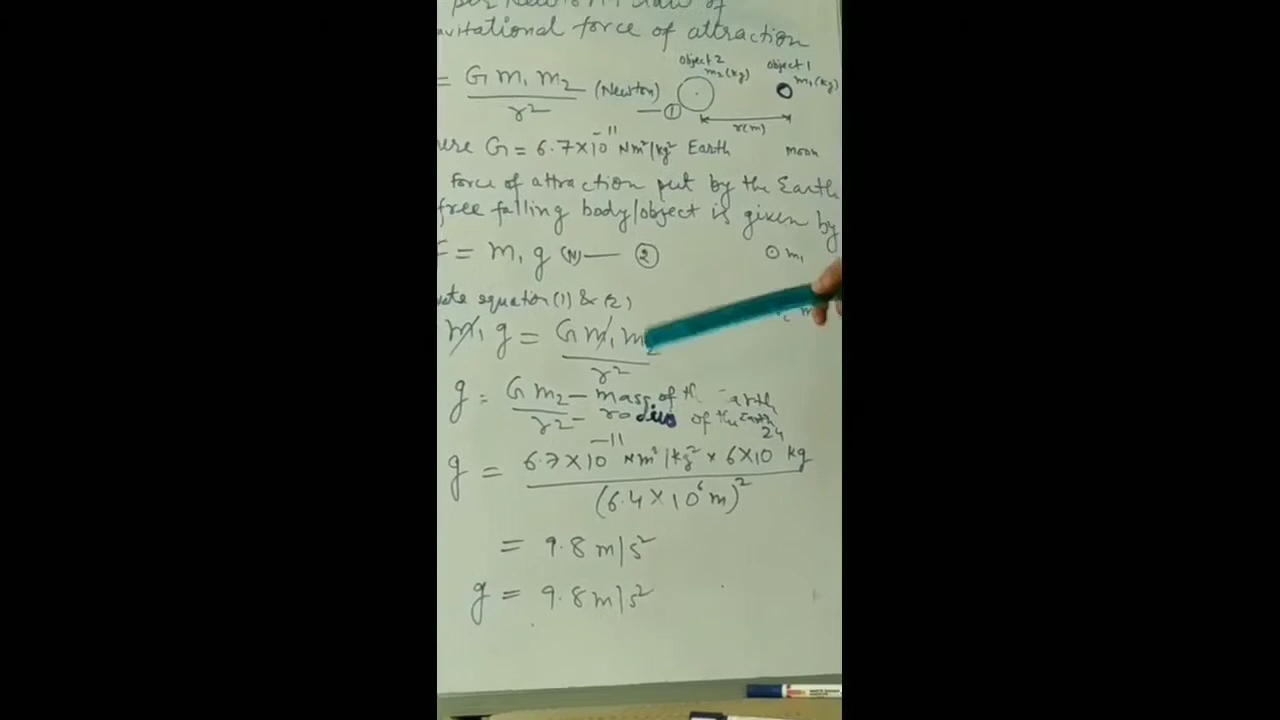 per Newton's law of
avitational force of attraction
= G m₁ m₂ / r² (Newton) — ①
object 2
m₂ (kg)
object 1
m₁ (kg)
r(m)
ere G = 6.7×10⁻¹¹ Nm²/kg² Earth
moon
force of attraction put by the Earth
free falling body/object is given by
F = m₁ g (N) — ②
m₁
ate equation (1) & (2)
m₁ g = G m₁ m₂ / r²
g = G m₂ / r² – mass of the Earth
– radius of the Earth
g = 6.7×10⁻¹¹ Nm²/kg² × 6×10²⁴ kg / (6.4×10⁶ m)²
= 9.8 m/s²
g = 9.8 m/s²